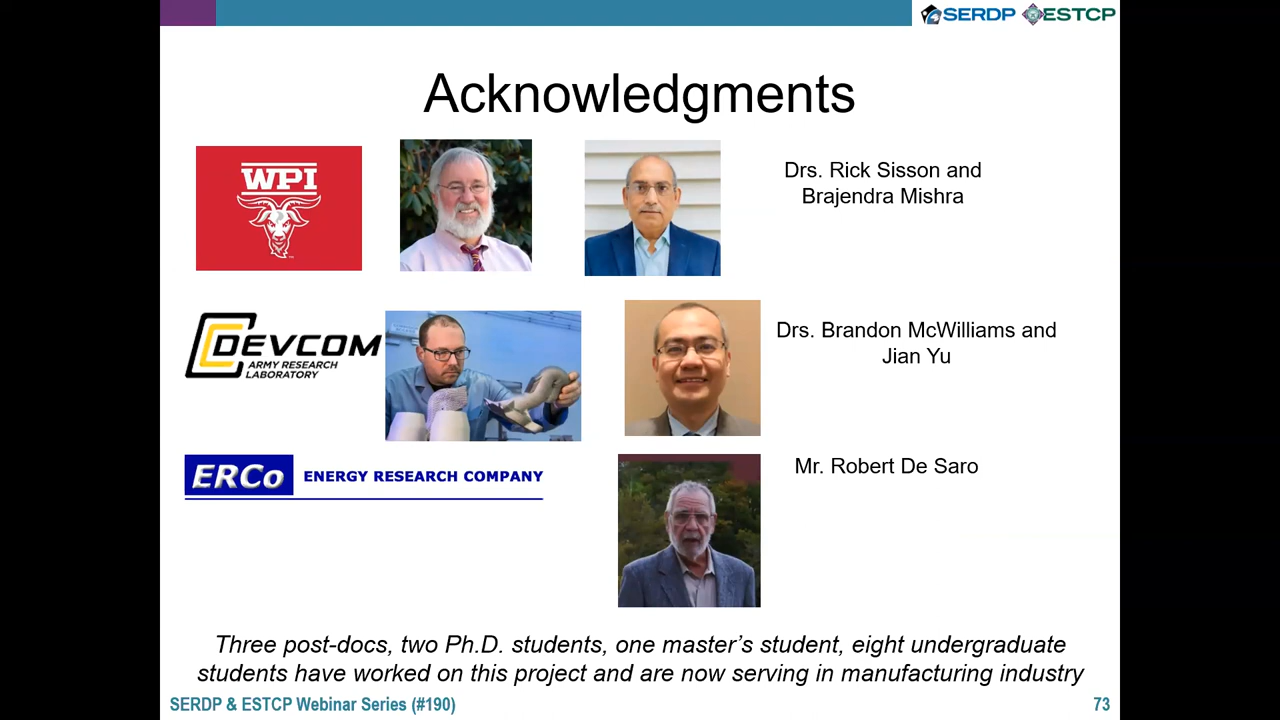 SERDP ESTCP
Acknowledgments
WPI
Drs. Rick Sisson and
Brajendra Mishra
DEVCOM
ARMY RESEARCH
LABORATORY
Drs. Brandon McWilliams and
Jian Yu
ERCo ENERGY RESEARCH COMPANY
Mr. Robert De Saro
Three post-docs, two Ph.D. students, one master’s student, eight undergraduate
students have worked on this project and are now serving in manufacturing industry
SERDP & ESTCP Webinar Series (#190)
73